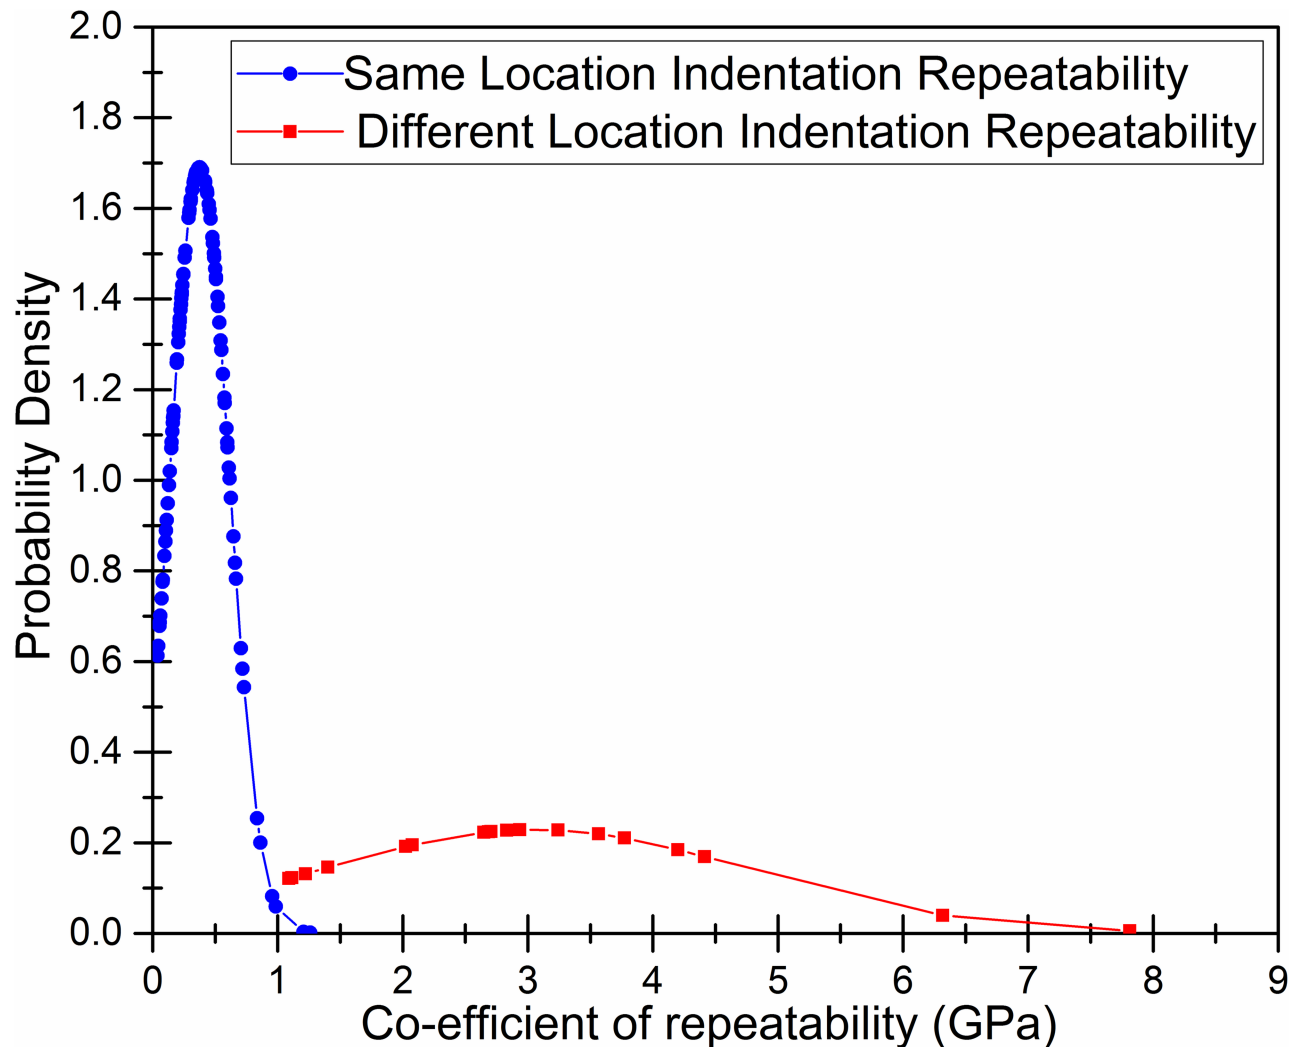 Same Location Indentation Repeatability
Different Location Indentation Repeatability
Probability Density
2.0
1.8
1.6
1.4
1.2
1.0
0.8
0.6
0.4
0.2
0.0
0 1 2 3 4 5 6 7 8 9
Co-efficient of repeatability (GPa)